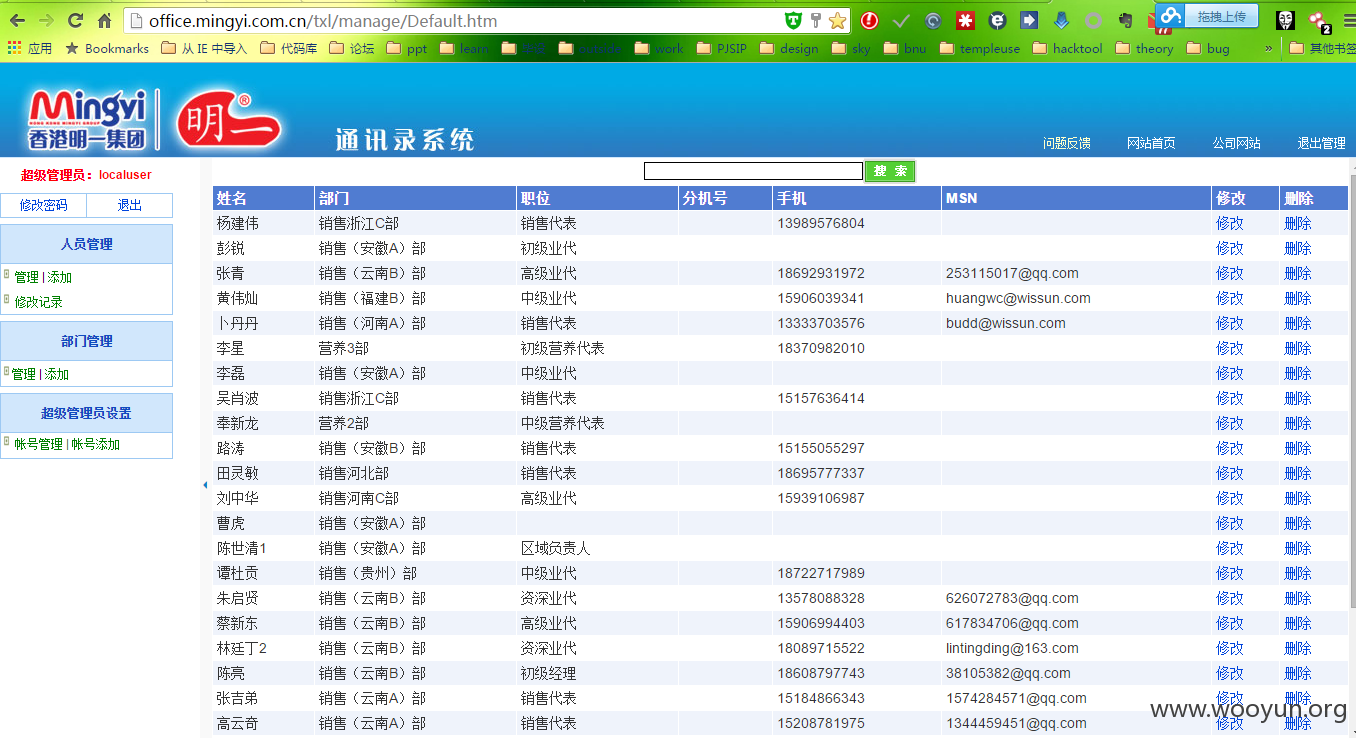 office.mingyi.com.cn/txl/manage/Default.htm
拖拽上传
2
应用 Bookmarks 从 IE 中导入 代码库 论坛 ppt learn work PJSIP design sky bnu templeuse hacktool theory bug » 其他书签
Mingyi
HONG KONG MINGYI GROUP
香港明一集团
明一®
通讯录系统
问题反馈 网站首页 公司网站 退出管理
超级管理员：localuser
修改密码 退出
人员管理
管理 | 添加
修改记录
部门管理
管理 | 添加
超级管理员设置
帐号管理 | 帐号添加
搜 索
姓名 部门 职位 分机号 手机 MSN 修改 删除
杨建伟 销售浙江C部 销售代表 13989576804 修改 删除
彭锐 销售（安徽A）部 初级业代 修改 删除
张青 销售（云南B）部 高级业代 18692931972 253115017@qq.com 修改 删除
黄伟灿 销售（福建B）部 中级业代 15906039341 huangwc@wissun.com 修改 删除
卜丹丹 销售（河南A）部 销售代表 13333703576 budd@wissun.com 修改 删除
李星 营养3部 初级营养代表 18370982010 修改 删除
李磊 销售（安徽A）部 中级业代 修改 删除
吴肖波 销售浙江C部 销售代表 15157636414 修改 删除
奉新龙 营养2部 中级营养代表 修改 删除
路涛 销售（安徽B）部 销售代表 15155055297 修改 删除
田灵敏 销售河北部 销售代表 18695777337 修改 删除
刘中华 销售河南C部 高级业代 15939106987 修改 删除
曹虎 销售（安徽A）部 修改 删除
陈世清1 销售（安徽A）部 区域负责人 修改 删除
谭杜贡 销售（贵州）部 中级业代 18722717989 修改 删除
朱启贤 销售（云南B）部 资深业代 13578088328 626072783@qq.com 修改 删除
蔡新东 销售（云南B）部 高级业代 15906994403 617834706@qq.com 修改 删除
林廷丁2 销售（云南B）部 资深业代 18089715522 lintingding@163.com 修改 删除
陈亮 销售（云南B）部 初级经理 18608797743 38105382@qq.com 修改 删除
张吉弟 销售（云南A）部 销售代表 15184866343 1574284571@qq.com 修改 删除
高云奇 销售（云南A）部 销售代表 15208781975 1344459451@qq.com 修改 删除
www.wooyun.org